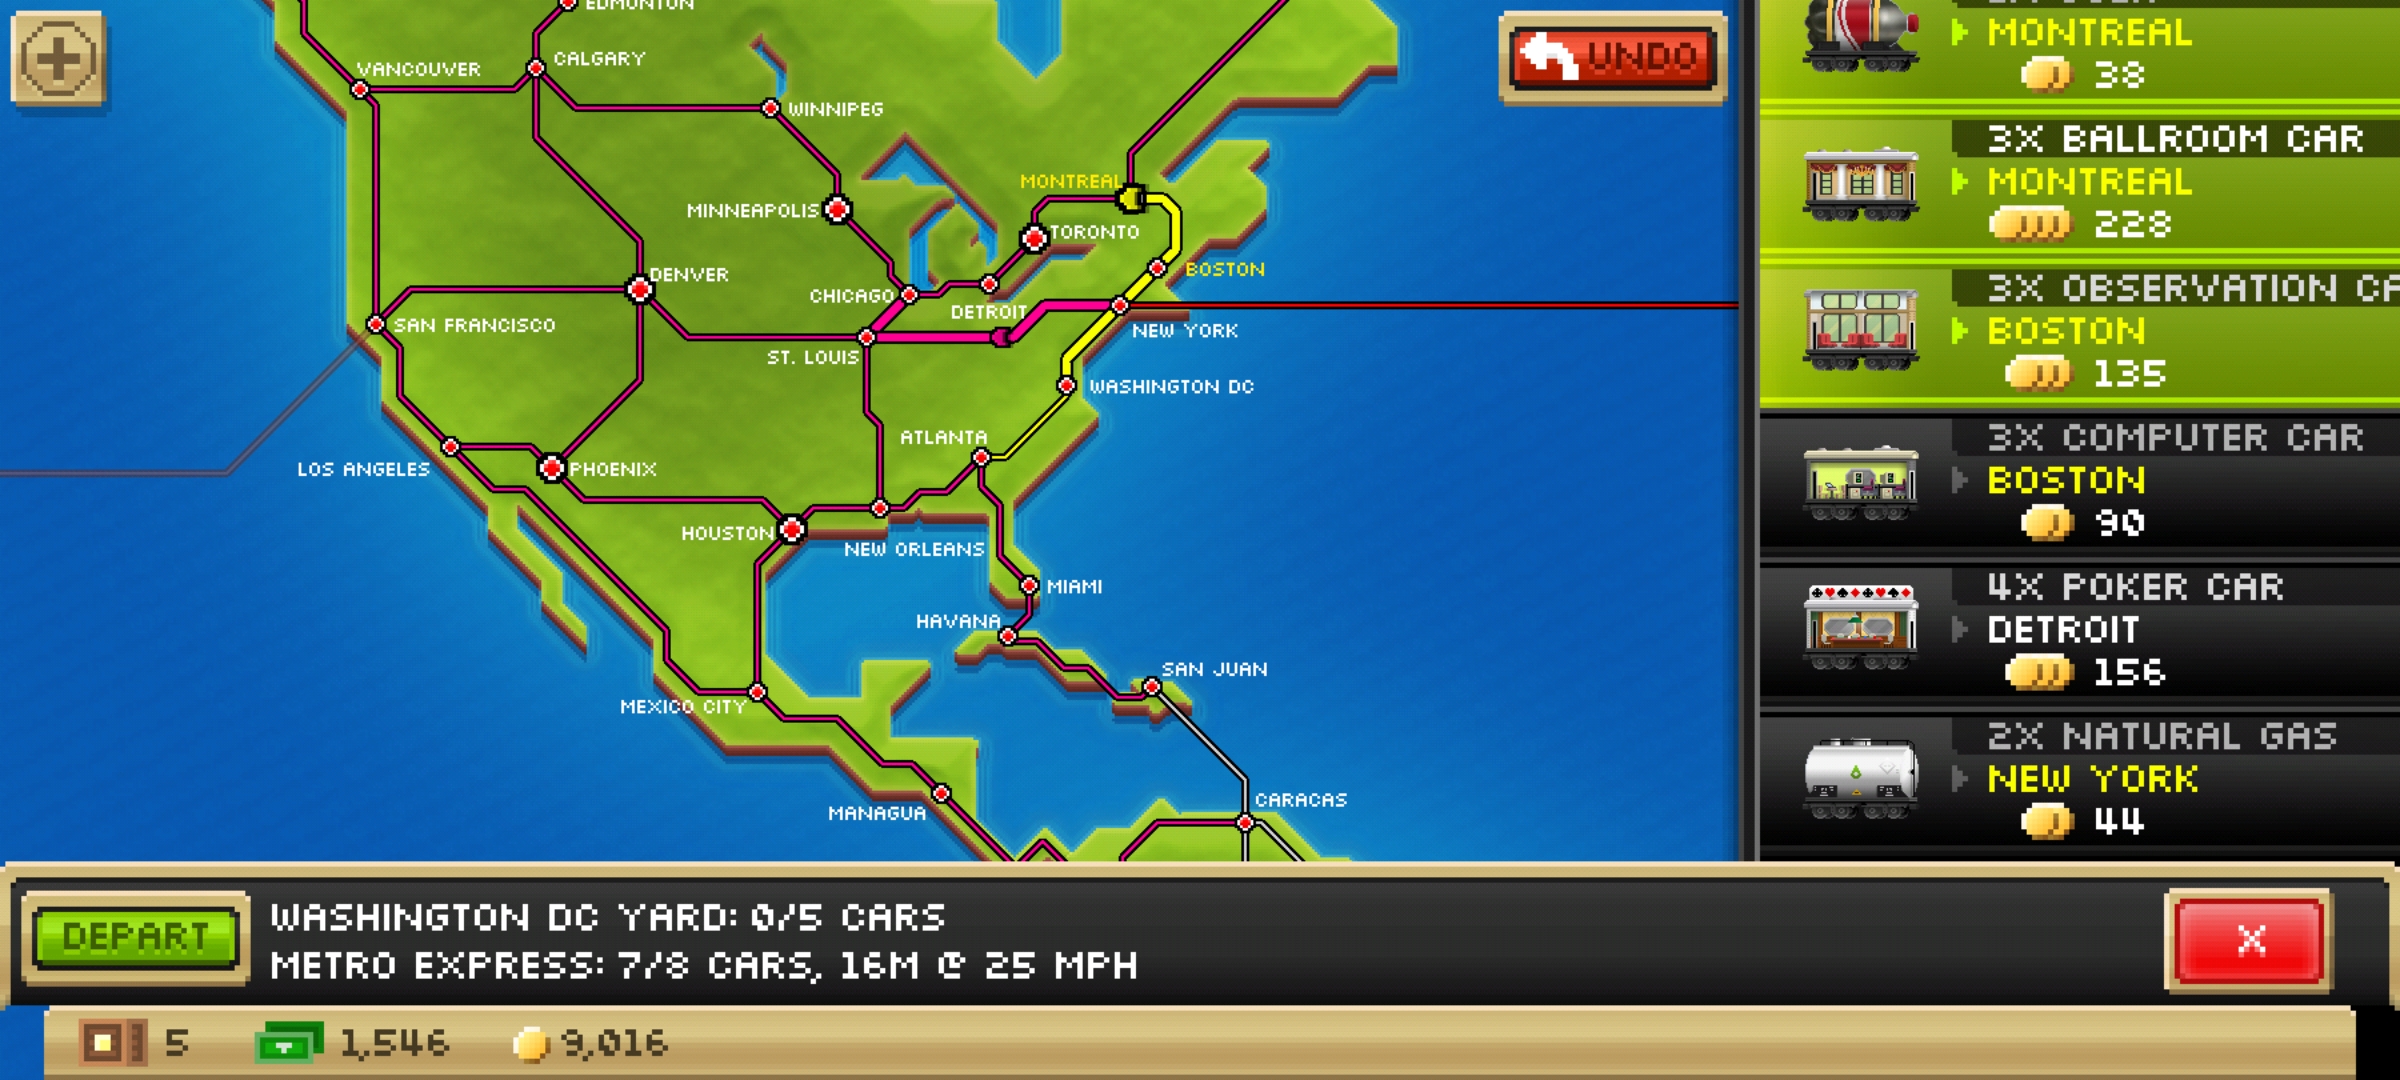 EDMONTON
VANCOUVER
CALGARY
WINNIPEG
MONTREAL
MINNEAPOLIS
TORONTO
DENVER
BOSTON
CHICAGO
DETROIT
SAN FRANCISCO
NEW YORK
ST. LOUIS
WASHINGTON DC
ATLANTA
LOS ANGELES
PHOENIX
HOUSTON
NEW ORLEANS
MIAMI
HAVANA
SAN JUAN
MEXICO CITY
CARACAS
MANAGUA
UNDO
MONTREAL
38
3X BALLROOM CAR
MONTREAL
228
3X OBSERVATION CA
BOSTON
135
3X COMPUTER CAR
BOSTON
90
4X POKER CAR
DETROIT
156
2X NATURAL GAS
NEW YORK
44
DEPART
WASHINGTON DC YARD: 0/5 CARS
METRO EXPRESS: 7/8 CARS, 16M @ 25 MPH
X
5 1,546 9,016